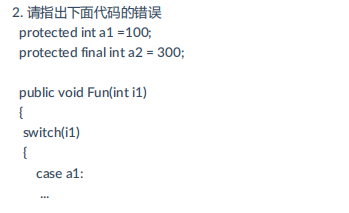 2. 请指出下面代码的错误
protected int a1 =100;
protected final int a2 = 300;
public void Fun(int i1)
{
switch(i1)
{
case a1:
...